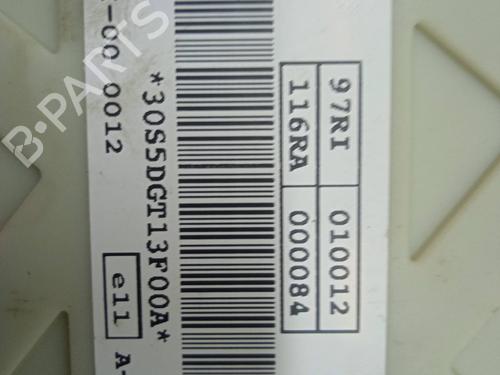 97RI 010012
116RA 000084
*30S5DGT13F00A*
-00.0012 e11 A-
B-PARTS